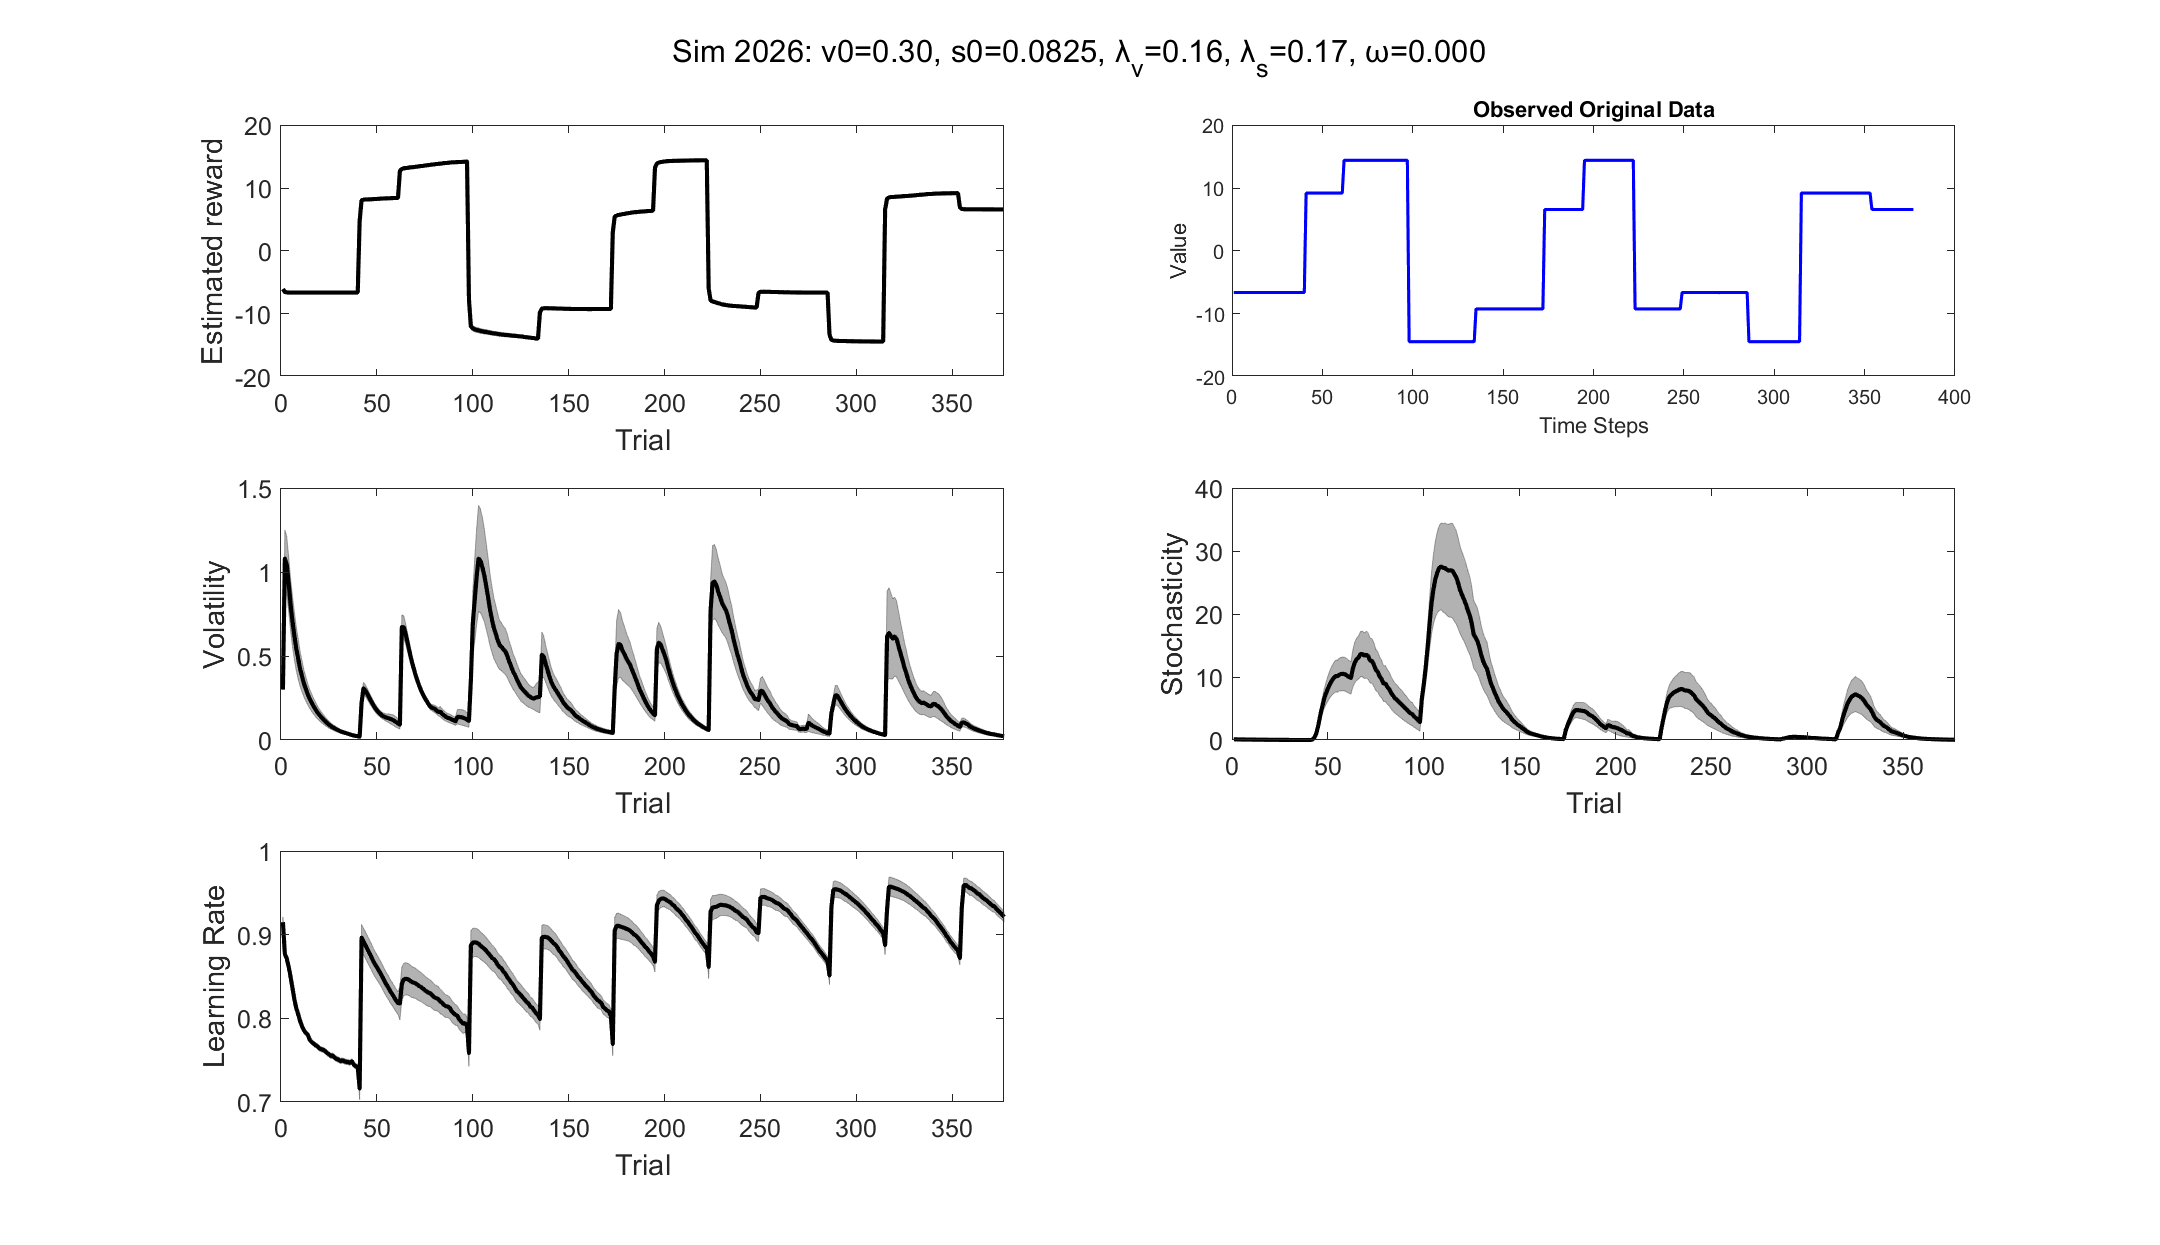 Sim 2026: v0=0.30, s0=0.0825, λv=0.16, λs=0.17, ω=0.000
Estimated reward
20
10
0
-10
-20
0 50 100 150 200 250 300 350
Trial
Observed Original Data
Value
20
10
0
-10
-20
0 50 100 150 200 250 300 350 400
Time Steps
Volatility
1.5
1
0.5
0
0 50 100 150 200 250 300 350
Trial
Stochasticity
40
30
20
10
0
0 50 100 150 200 250 300 350
Trial
Learning Rate
1
0.9
0.8
0.7
0 50 100 150 200 250 300 350
Trial